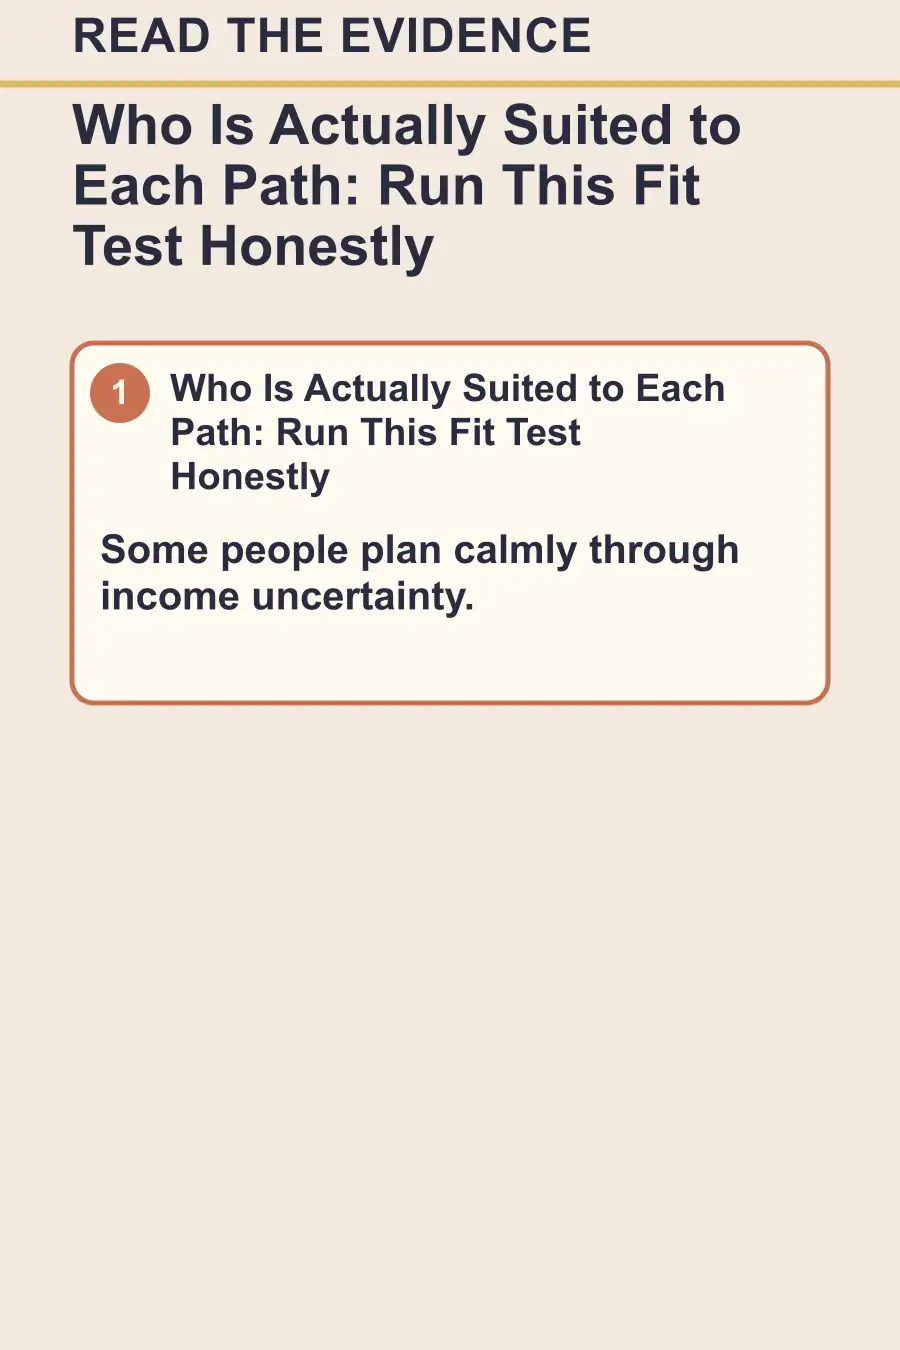 READ THE EVIDENCE
Who Is Actually Suited to
Each Path: Run This Fit
Test Honestly
1
Who Is Actually Suited to Each
Path: Run This Fit Test
Honestly
Some people plan calmly through
income uncertainty.